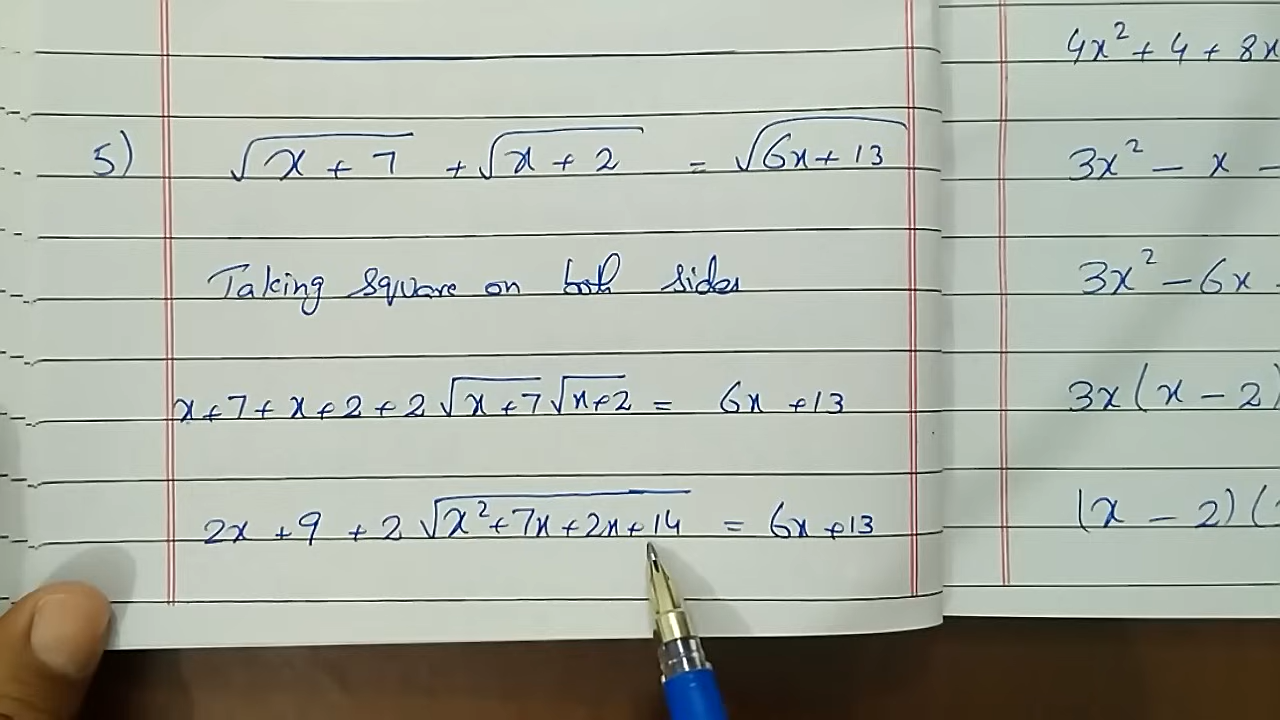 5) √(x + 7) + √(x + 2) = √(6x + 13)
Taking square on both sides
x + 7 + x + 2 + 2 √(x + 7) √(x + 2) = 6x + 13
2x + 9 + 2 √(x² + 7x + 2x + 14) = 6x + 13
4x² + 4 + 8x
3x² - x -
3x² - 6x
3x(x - 2)
(x - 2)(